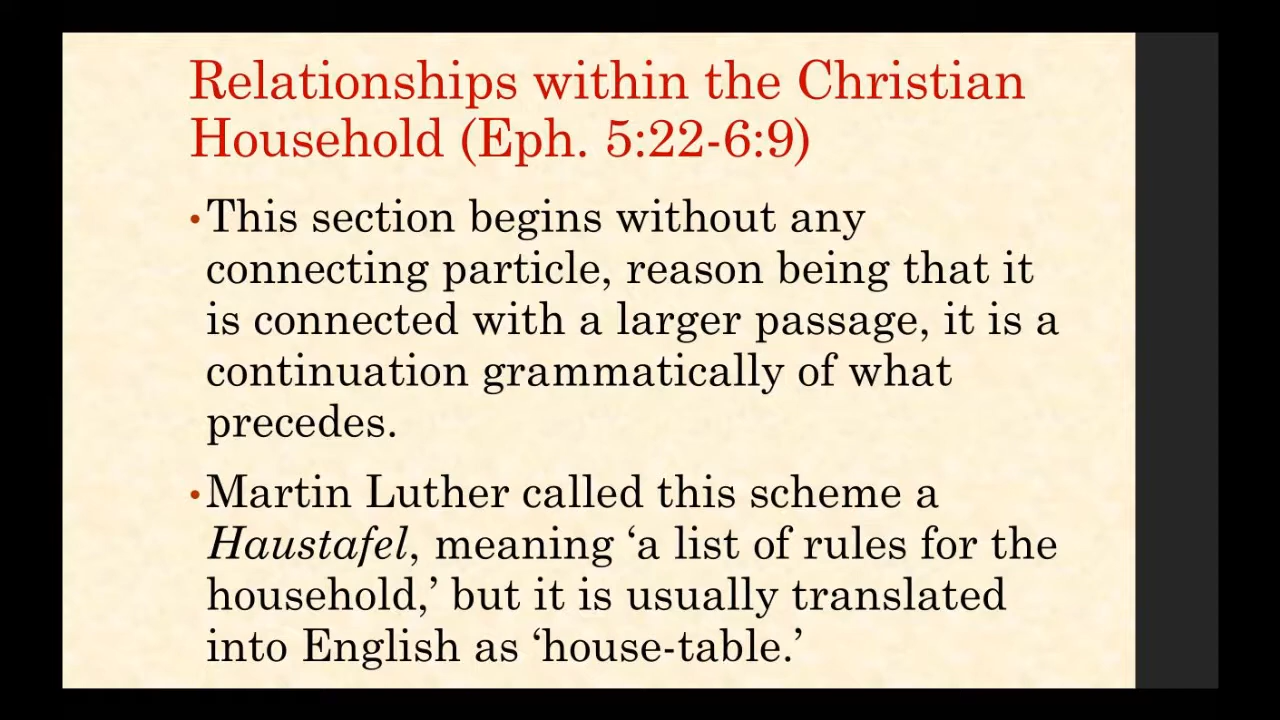 Relationships within the Christian
Household (Eph. 5:22-6:9)
•This section begins without any
connecting particle, reason being that it
is connected with a larger passage, it is a
continuation grammatically of what
precedes.
•Martin Luther called this scheme a
Haustafel, meaning ‘a list of rules for the
household,’ but it is usually translated
into English as ‘house-table.’